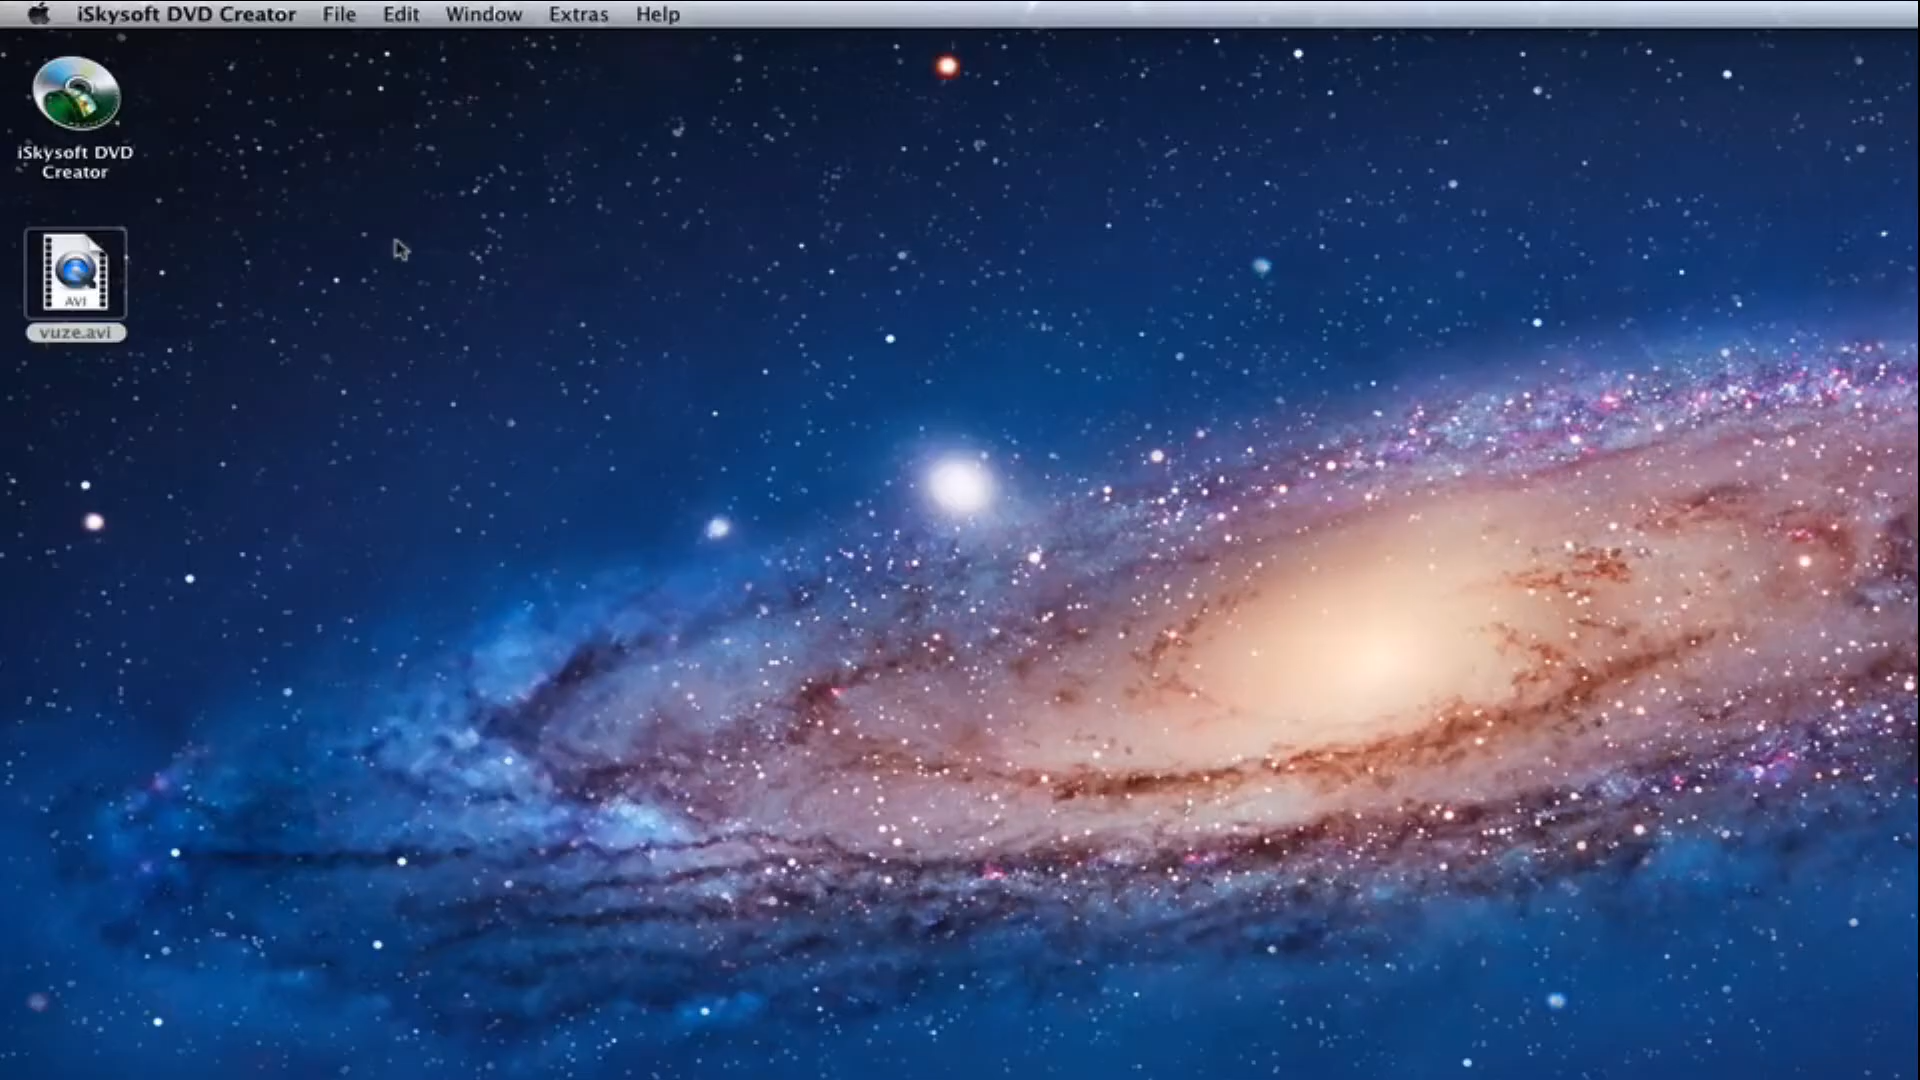 iSkysoft DVD Creator File Edit Window Extras Help
iSkysoft DVD
Creator
AVI
vuze.avi